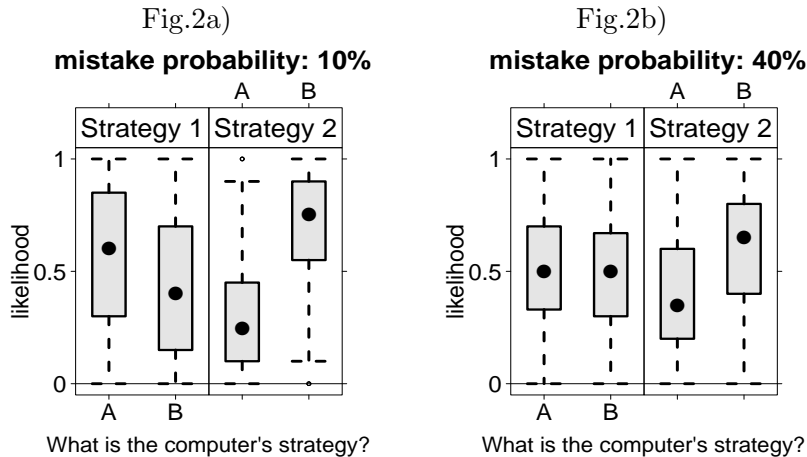 Fig.2a)
mistake probability: 10%
A B
Strategy 1 Strategy 2
1
0.5
0
likelihood
A B
What is the computer's strategy?
Fig.2b)
mistake probability: 40%
A B
Strategy 1 Strategy 2
1
0.5
0
likelihood
A B
What is the computer's strategy?